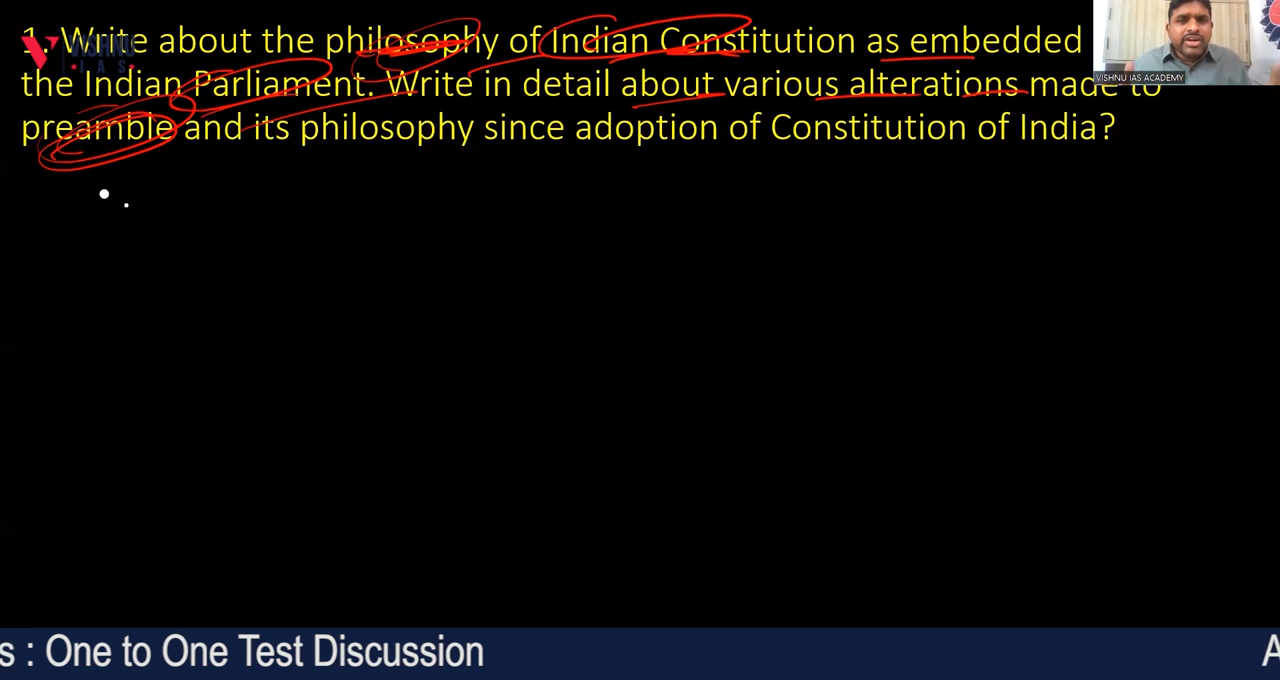 1. Write about the philosophy of Indian Constitution as embedded
the Indian Parliament. Write in detail about various alterations made to
preamble and its philosophy since adoption of Constitution of India?
VISHNU
IAS
VISHNU IAS ACADEMY
s : One to One Test Discussion
A